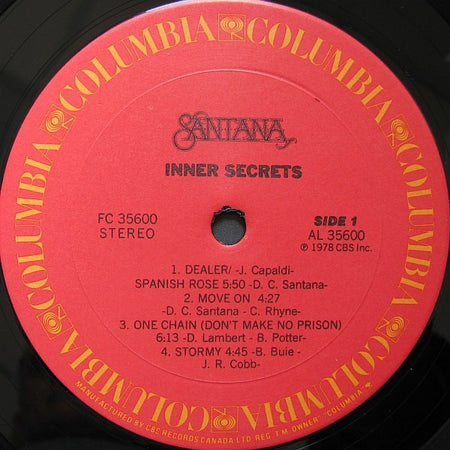 COLUMBIA COLUMBIA COLUMBIA COLUMBIA COLUMBIA COLUMBIA
SANTANA
INNER SECRETS
FC 35600
STEREO
SIDE 1
AL 35600
℗ 1978 CBS Inc.
1. DEALER/ -J. Capaldi-
SPANISH ROSE 5:50 -D. C. Santana-
2. MOVE ON 4:27
-D. C. Santana - C. Rhyne-
3. ONE CHAIN (DON'T MAKE NO PRISON)
6:13 -D. Lambert - B. Potter-
4. STORMY 4:45 -B. Buie -
J. R. Cobb-
MANUFACTURED BY CBS RECORDS CANADA LTD. REG. T'M OWNER "COLUMBIA"